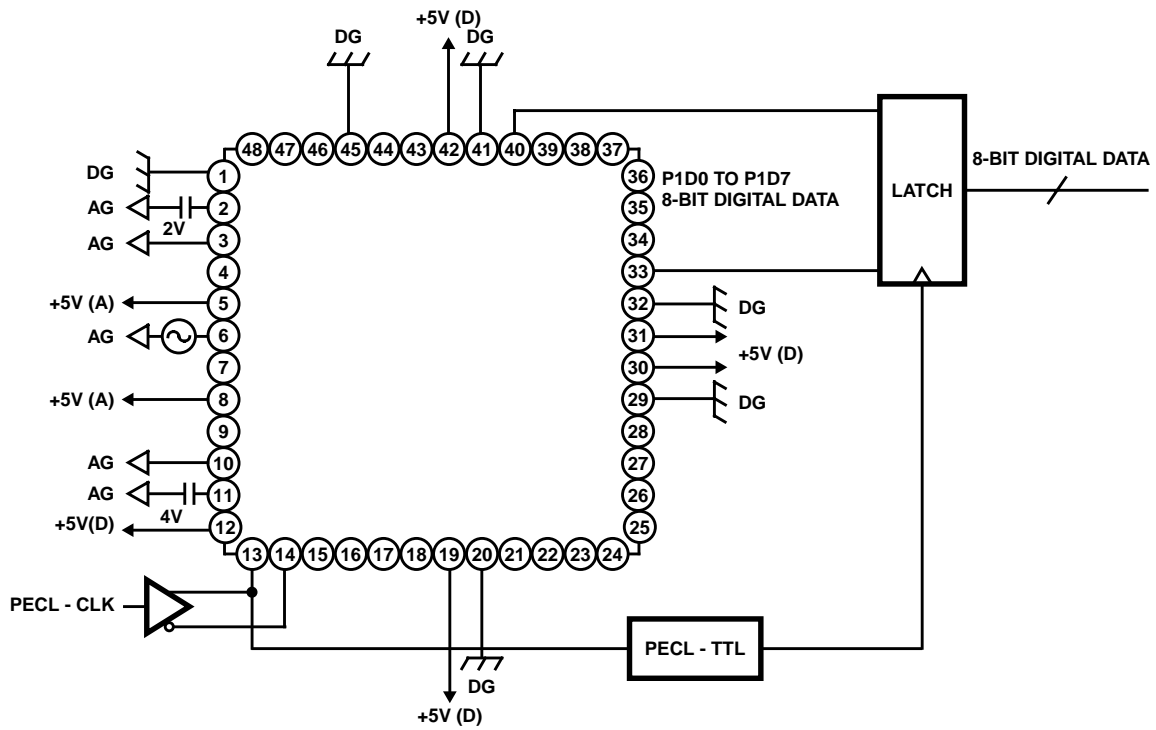 +5V (D)
DG
DG
48 47 46 45 44 43 42 41 40 39 38 37
DG
1
AG
2
2V
AG
3
4
+5V (A)
5
AG
6
7
+5V (A)
8
9
AG
10
AG
11
4V
+5V(D)
12
36
P1D0 TO P1D7
8-BIT DIGITAL DATA
35
34
33
32
DG
31
+5V (D)
30
29
DG
28
27
26
25
13 14 15 16 17 18 19 20 21 22 23 24
LATCH
8-BIT DIGITAL DATA
PECL - CLK
PECL - TTL
DG
+5V (D)